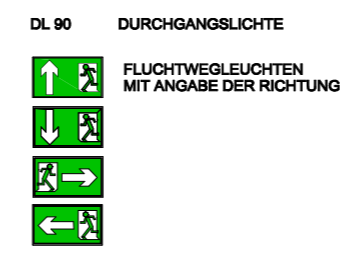 DL 90 DURCHGANGSLICHTE
FLUCHTWEGLEUCHTEN
MIT ANGABE DER RICHTUNG